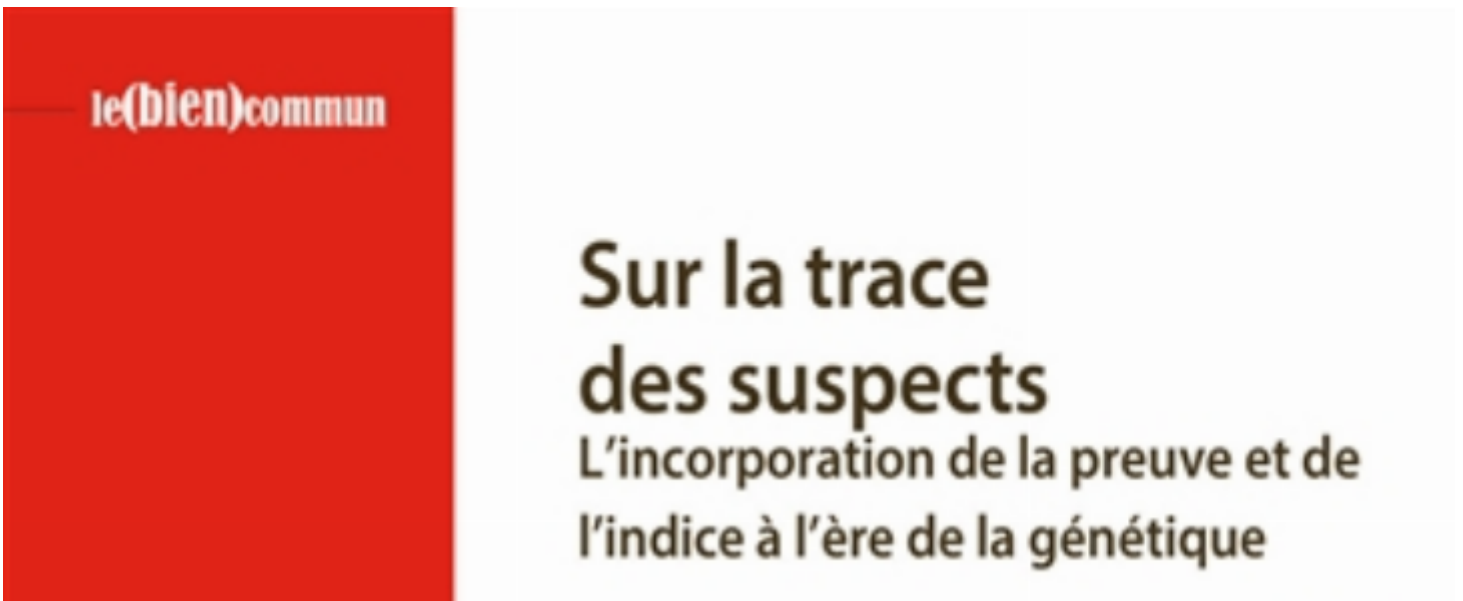 le(bien)commun
Sur la trace
des suspects
L'incorporation de la preuve et de
l'indice à l'ère de la génétique